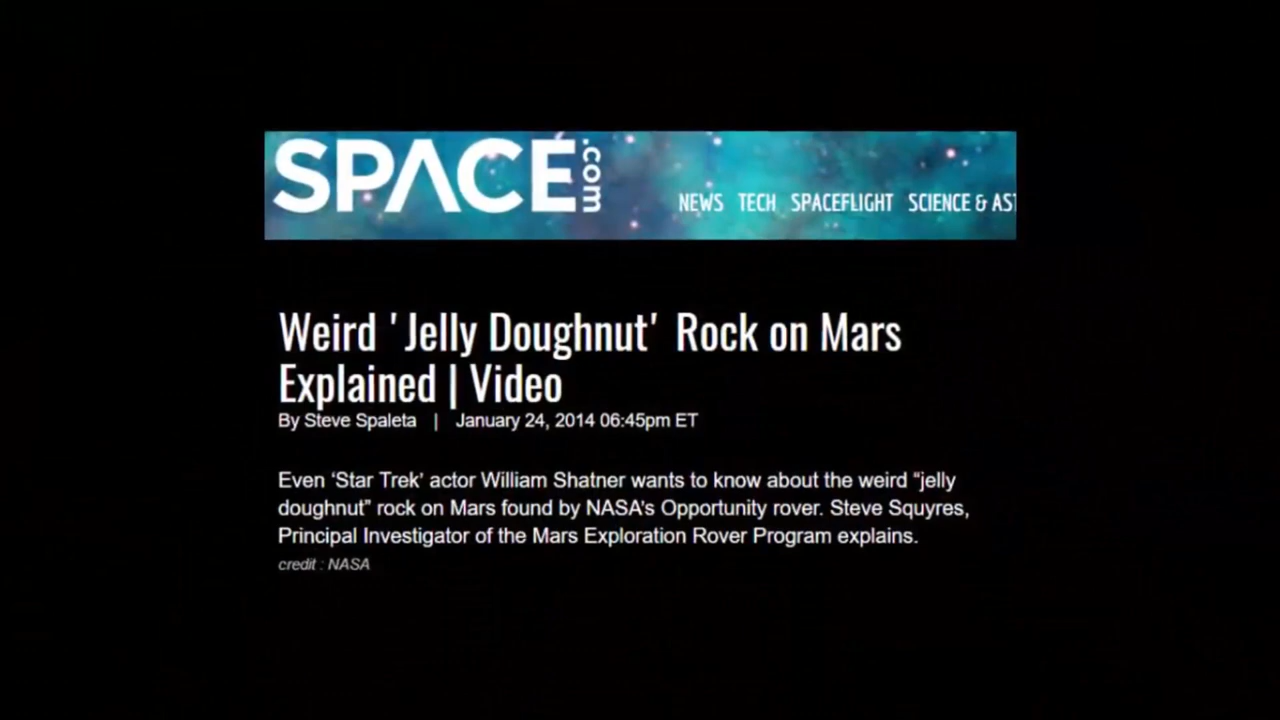 SPACE.com
NEWS TECH SPACEFLIGHT SCIENCE & AST
Weird 'Jelly Doughnut' Rock on Mars
Explained | Video
By Steve Spaleta | January 24, 2014 06:45pm ET
Even ‘Star Trek’ actor William Shatner wants to know about the weird “jelly
doughnut” rock on Mars found by NASA's Opportunity rover. Steve Squyres,
Principal Investigator of the Mars Exploration Rover Program explains.
credit : NASA